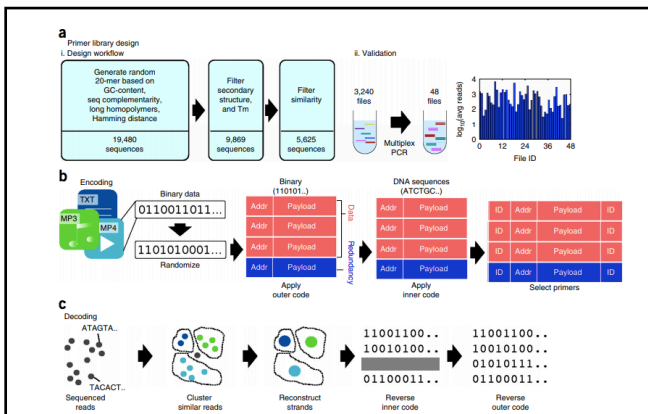 a
Primer library design
i. Design workflow
Generate random
20-mer based on
GC-content,
seq complementarity,
long homopolymers,
Hamming distance
19,480
sequences
Filter
secondary
structure,
and Tm
9,869
sequences
Filter
similarity
5,625
sequences
ii. Validation
3,240
files
Multiplex
PCR
48
files
log10(avg reads)
4
3
2
1
0
0 12 24 36 48
File ID
b
Encoding
TXT
MP3
MP4
Binary data
0110011011...
1101010001...
Randomize
Binary
(110101..)
Addr Payload
Addr Payload
Addr Payload
Addr Payload
Data
Redundancy
Apply
outer code
DNA sequences
(ATCTGC..)
Addr Payload
Addr Payload
Addr Payload
Addr Payload
Apply
inner code
ID Addr Payload ID
ID Addr Payload ID
ID Addr Payload ID
ID Addr Payload ID
Select primers
c
Decoding
ATAGTA..
TACACT..
Sequenced
reads
Cluster
similar reads
Reconstruct
strands
11001100..
10010100..
01100011..
Reverse
inner code
11001100..
10010100..
01010111..
01100011..
Reverse
outer code